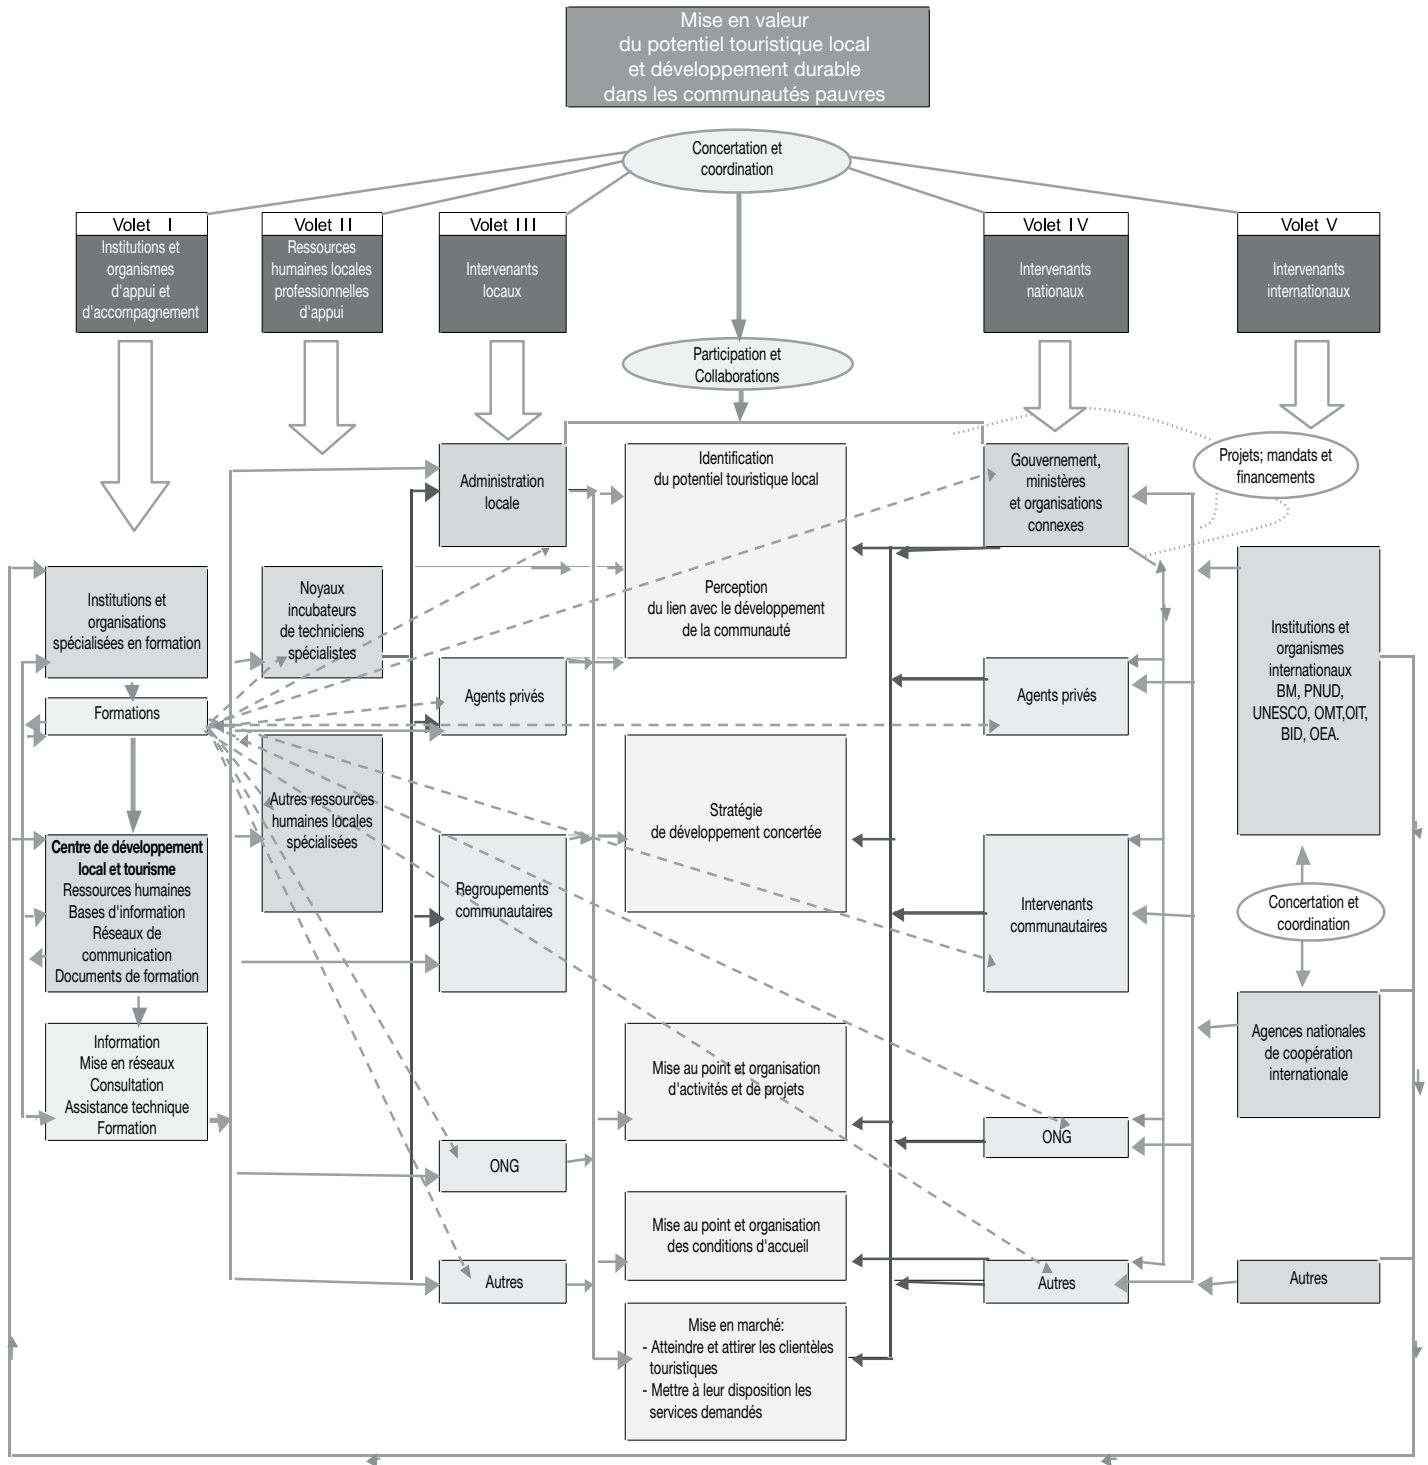 Mise en valeur
du potentiel touristique local
et développement durable
dans les communautés pauvres
Concertation et
coordination
Volet I
Institutions et
organismes
d'appui et
d'accompagnement
Volet II
Ressources
humaines locales
professionnelles
d'appui
Volet III
Intervenants
locaux
Volet IV
Intervenants
nationaux
Volet V
Intervenants
internationaux
Participation et
Collaborations
Institutions et
organisations
spécialisées en formation
Formations
Centre de développement
local et tourisme
Ressources humaines
Bases d'information
Réseaux de
communication
Documents de formation
Information
Mise en réseaux
Consultation
Assistance technique
Formation
Noyaux
incubateurs
de techniciens
spécialistes
Autres ressources
humaines locales
spécialisées
Administration
locale
Agents privés
Regroupements
communautaires
ONG
Autres
Identification
du potentiel touristique local
Perception
du lien avec le développement
de la communauté
Stratégie
de développement concertée
Mise au point et organisation
d'activités et de projets
Mise au point et organisation
des conditions d'accueil
Mise en marché:
- Atteindre et attirer les clientèles
touristiques
- Mettre à leur disposition les
services demandés
Gouvernement,
ministères
et organisations
connexes
Agents privés
Intervenants
communautaires
ONG
Autres
Projets; mandats et
financements
Institutions et
organismes
internationaux
BM, PNUD,
UNESCO, OMT,OIT,
BID, OEA.
Concertation et
coordination
Agences nationales
de coopération
internationale
Autres